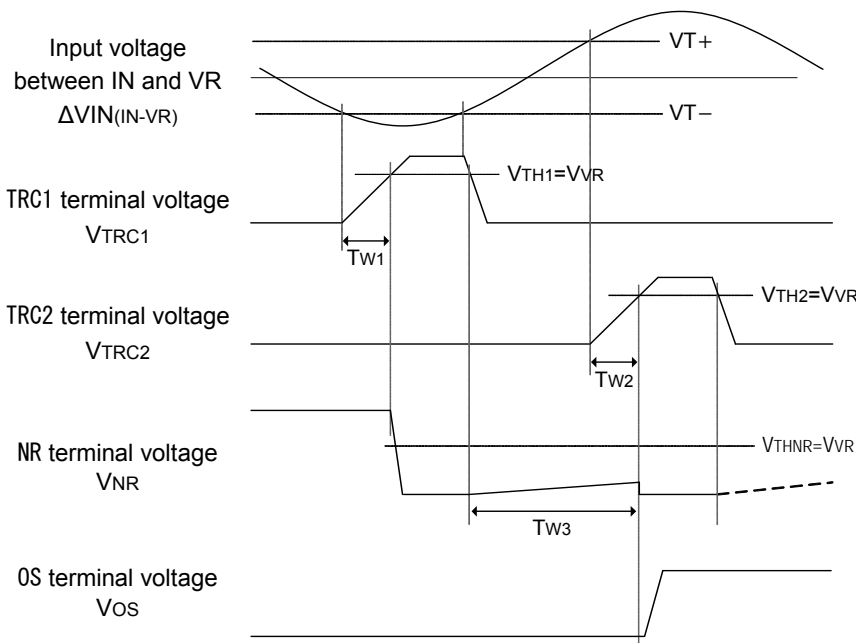 Input voltage
between IN and VR
ΔVIN(IN-VR)
VT+
VT−
TRC1 terminal voltage
VTRC1
VTH1=VVR
TW1
TRC2 terminal voltage
VTRC2
VTH2=VVR
TW2
NR terminal voltage
VNR
VTHNR=VVR
TW3
OS terminal voltage
VOS